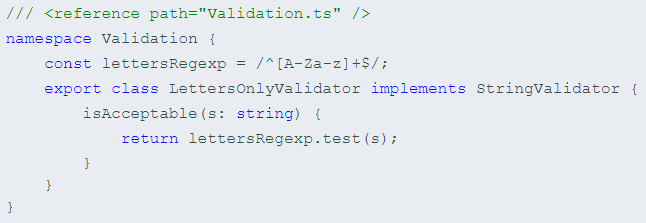 /// <reference path="Validation.ts" />
namespace Validation {
    const lettersRegexp = /^[A-Za-z]+$/;
    export class LettersOnlyValidator implements StringValidator {
        isAcceptable(s: string) {
            return lettersRegexp.test(s);
        }
    }
}